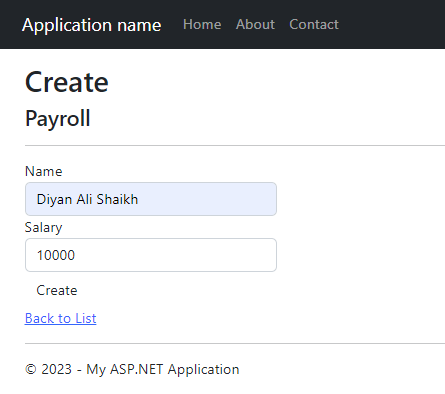 Application name Home About Contact
Create
Payroll
Name
Diyan Ali Shaikh
Salary
10000
Create
Back to List
© 2023 - My ASP.NET Application